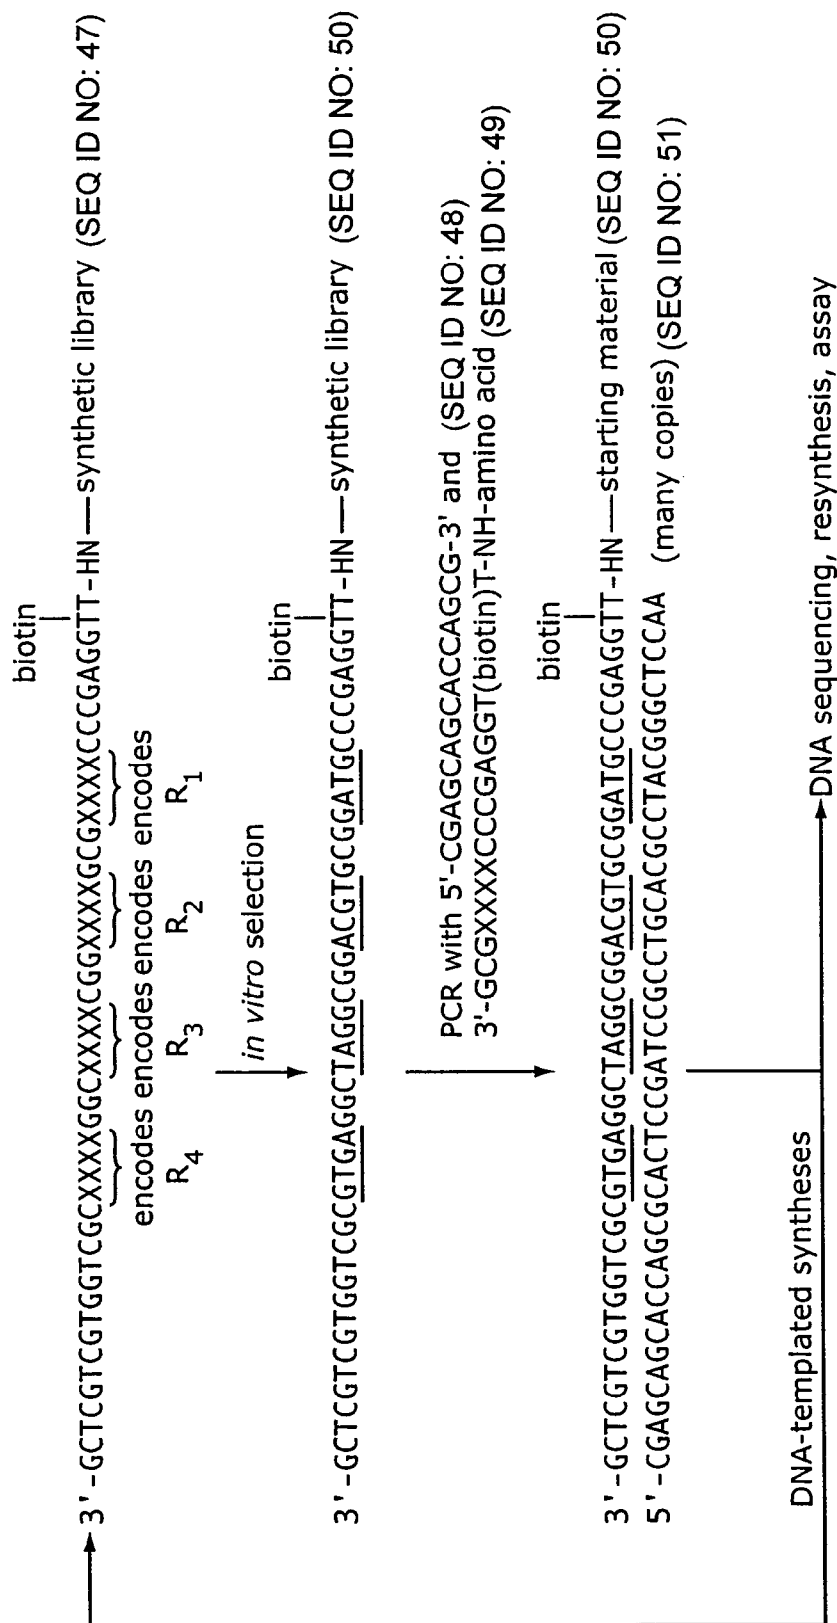 biotin
3'-GCTCGTCGTGGTCGCXXXXGGCXXXXCGGXXXXGCGXXXXCCCGAGGTT-HN—synthetic library (SEQ ID NO: 47)
encodes encodes encodes encodes
R4 R3 R2 R1
in vitro selection
biotin
3'-GCTCGTCGTGGTCGCGTGAGGCTAGGCGGACGTGCGGATGCCCGAGGTT-HN—synthetic library (SEQ ID NO: 50)
PCR with 5'-CGAGCAGCACCAGCG-3' and (SEQ ID NO: 48)
3'-GCGXXXXCCCGAGGT(biotin)T-NH-amino acid (SEQ ID NO: 49)
biotin
3'-GCTCGTCGTGGTCGCGTGAGGCTAGGCGGACGTGCGGATGCCCGAGGTT-HN—starting material (SEQ ID NO: 50)
5'-CGAGCAGCACCAGCGCACTCCGATCCGCCTGCACGCCTACGGGCTCCAA (many copies) (SEQ ID NO: 51)
DNA-templated syntheses
DNA sequencing, resynthesis, assay